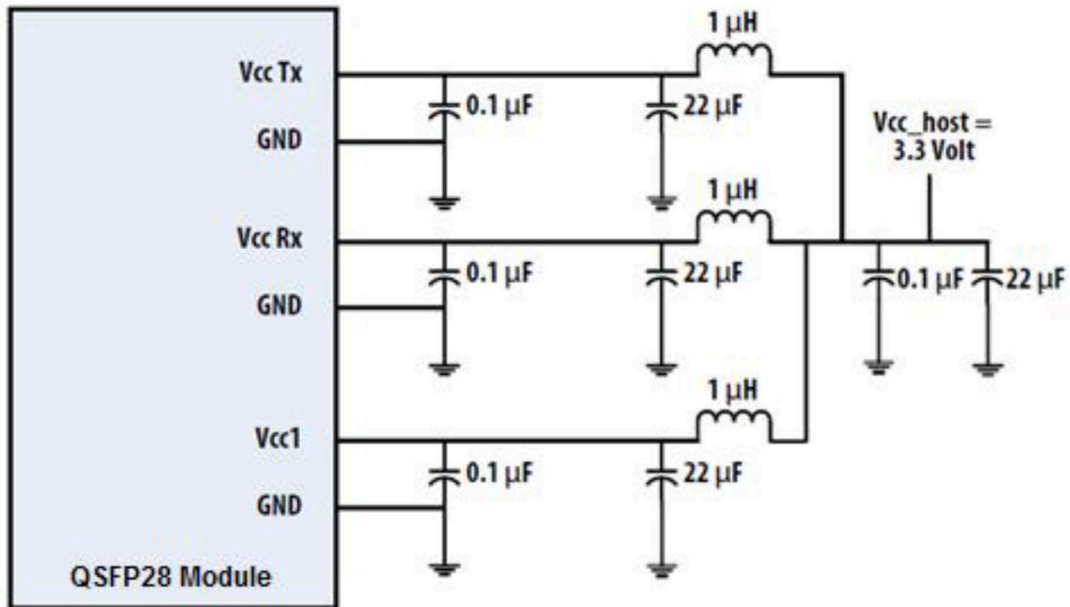 1 μH
Vcc Tx
0.1 μF
22 μF
GND
Vcc_host =
3.3 Volt
1 μH
Vcc Rx
0.1 μF
22 μF
0.1 μF
22 μF
GND
1 μH
Vcc1
0.1 μF
22 μF
GND
QSFP28 Module